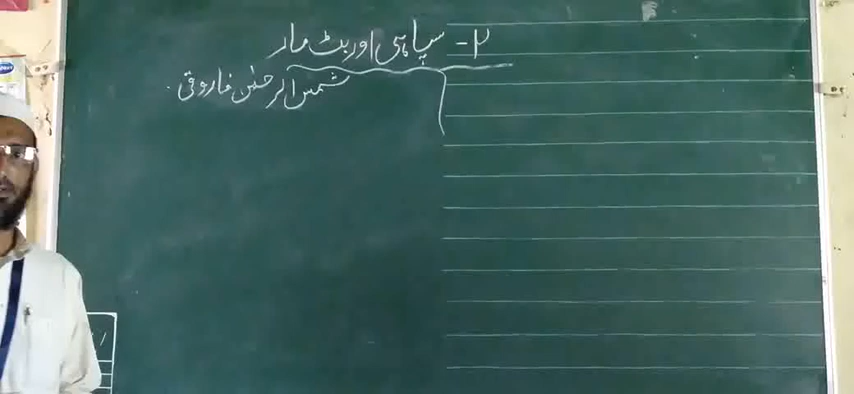 ۲- سپاہی اور بٹ مار
شمس الرحمٰن فاروقی